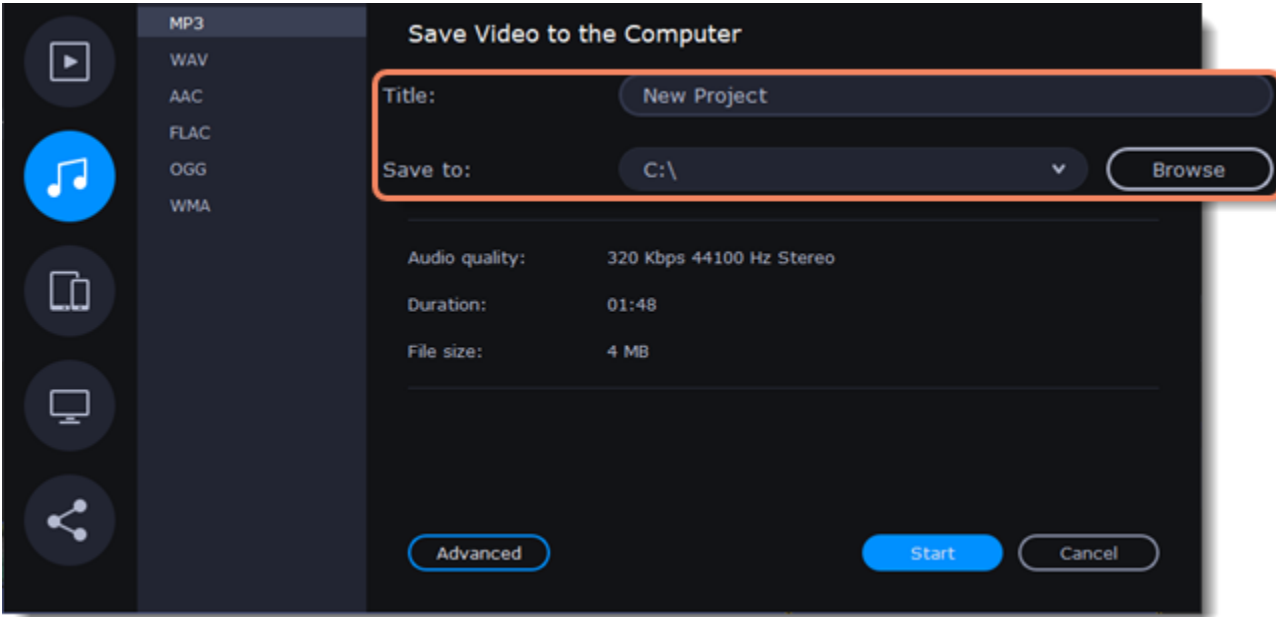 MP3
WAV
AAC
FLAC
OGG
WMA
Save Video to the Computer
Title: New Project
Save to: C:\ Browse
Audio quality: 320 Kbps 44100 Hz Stereo
Duration: 01:48
File size: 4 MB
Advanced Start Cancel